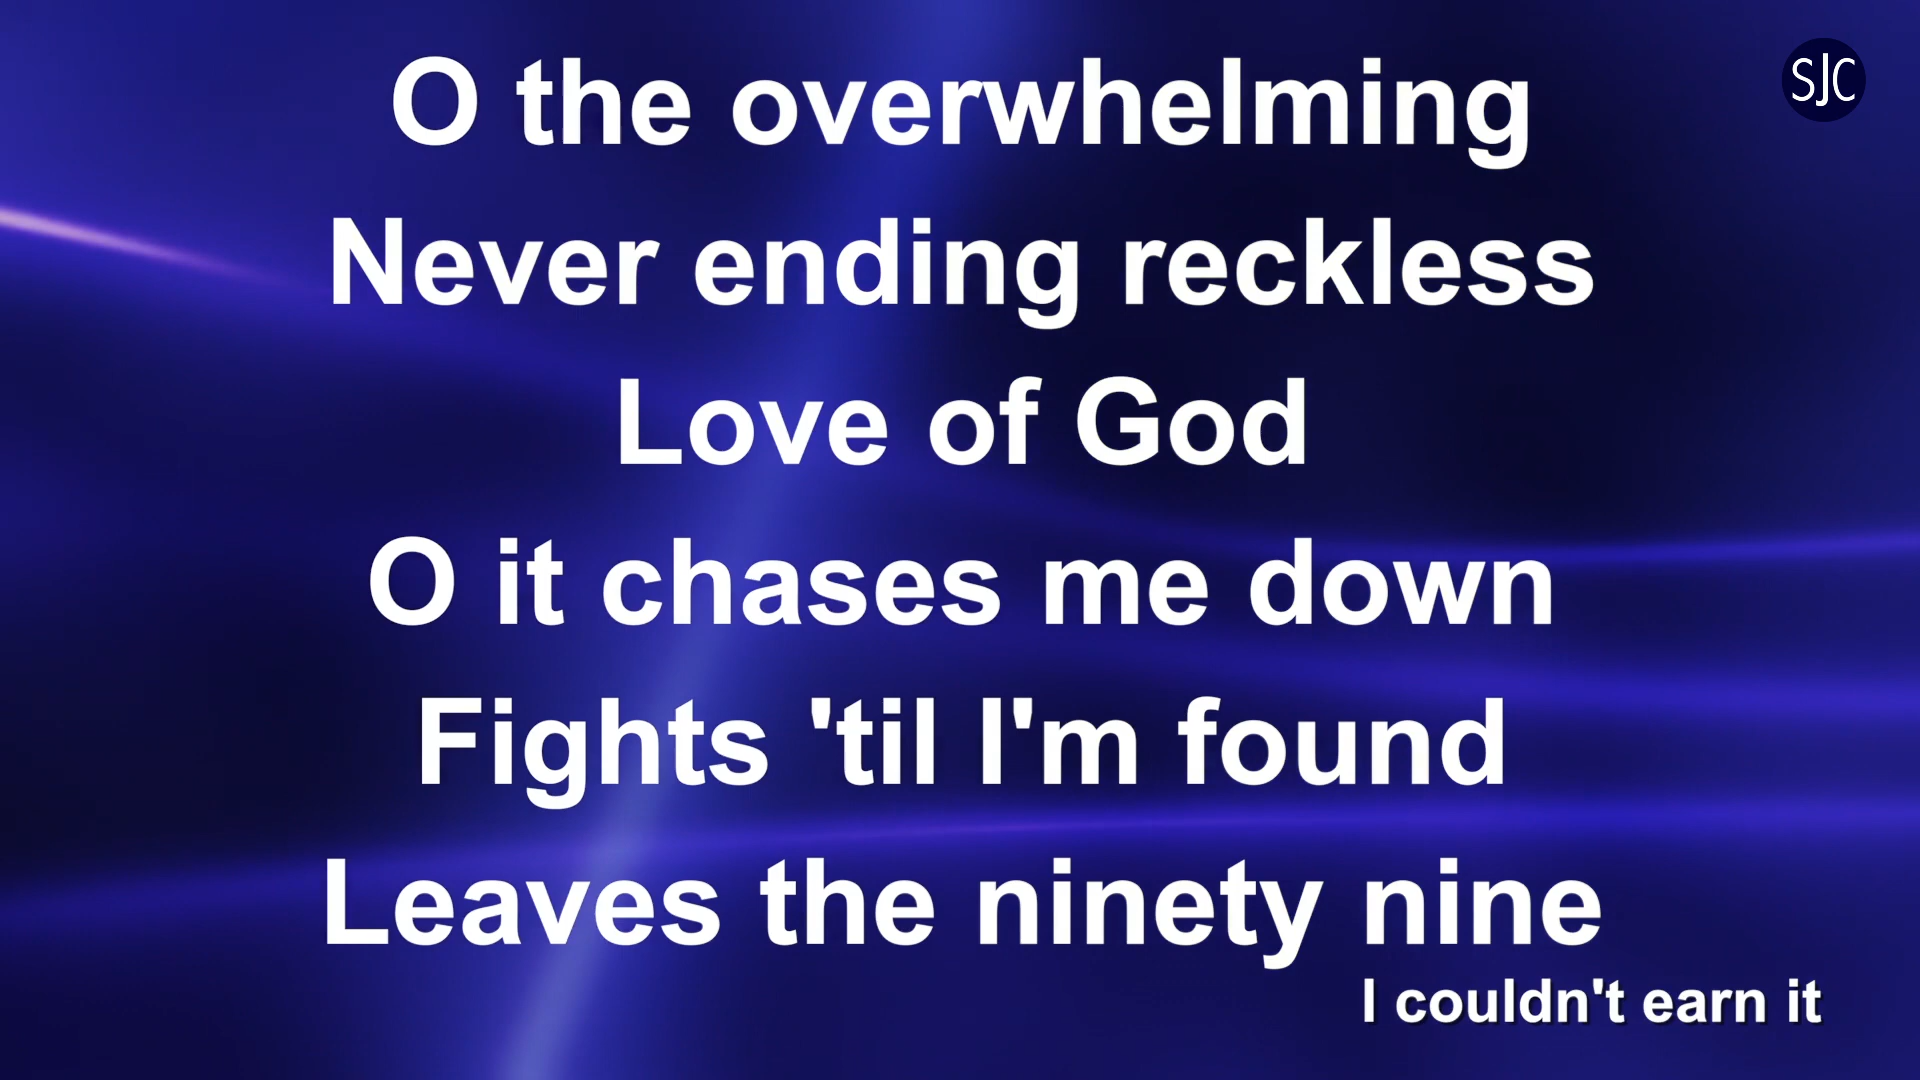 O the overwhelming
SJC
Never ending reckless
Love of God
O it chases me down
Fights 'til I'm found
Leaves the ninety nine
I couldn't earn it